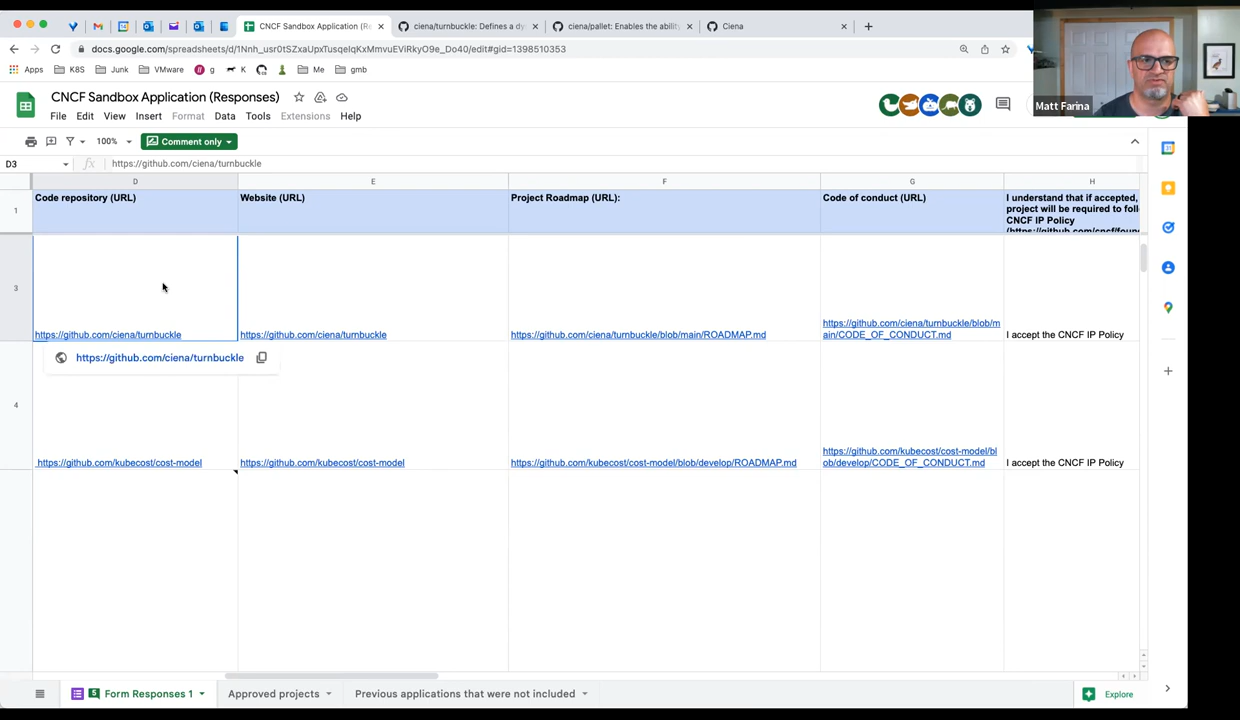 CNCF Sandbox Application (Re
ciena/turnbuckle: Defines a dy
ciena/pallet: Enables the ability
Ciena
docs.google.com/spreadsheets/d/1Nnh_usr0tSZxaUpxTusqelqKxMmvuEViRkyO9e_Do40/edit#gid=1398510353
Apps
K8S
Junk
VMware
g
K
Me
gmb
CNCF Sandbox Application (Responses)
File Edit View Insert Format Data Tools Extensions Help
Matt Farina
100%
Comment only
D3
fx
https://github.com/ciena/turnbuckle
D E F G H
1
Code repository (URL)
Website (URL)
Project Roadmap (URL):
Code of conduct (URL)
I understand that if accepted,
project will be required to foll
CNCF IP Policy
(https://github.com/cncf/foun
3
https://github.com/ciena/turnbuckle
https://github.com/ciena/turnbuckle
https://github.com/ciena/turnbuckle/blob/main/ROADMAP.md
https://github.com/ciena/turnbuckle/blob/m
ain/CODE_OF_CONDUCT.md
I accept the CNCF IP Policy
https://github.com/ciena/turnbuckle
4
https://github.com/kubecost/cost-model
https://github.com/kubecost/cost-model
https://github.com/kubecost/cost-model/blob/develop/ROADMAP.md
https://github.com/kubecost/cost-model/bl
ob/develop/CODE_OF_CONDUCT.md
I accept the CNCF IP Policy
5 Form Responses 1
Approved projects
Previous applications that were not included
Explore